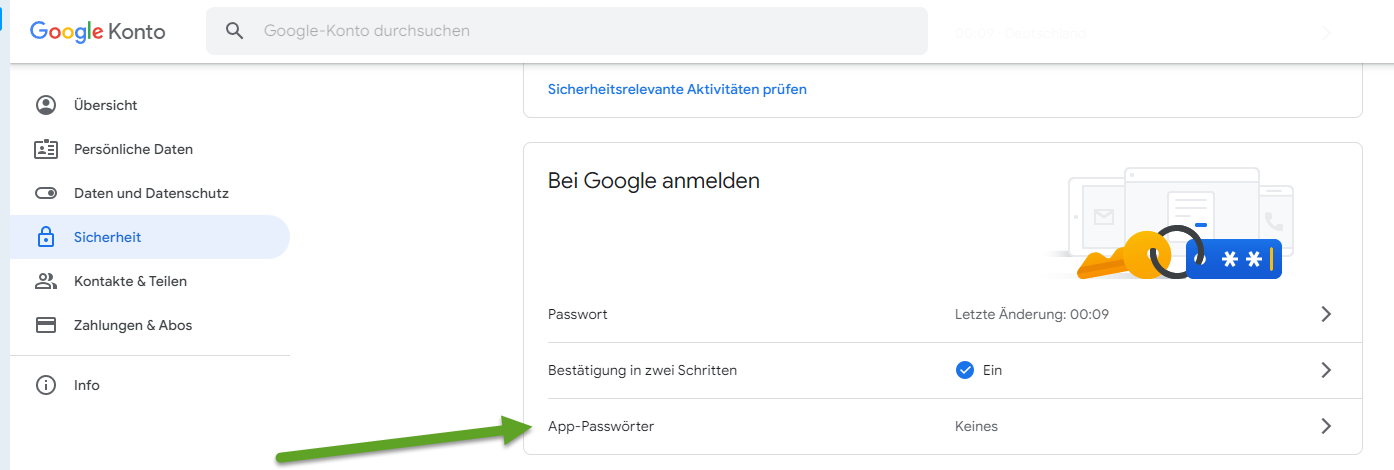 Google Konto
Google-Konto durchsuchen
00:09 · Deutschland
Übersicht
Persönliche Daten
Daten und Datenschutz
Sicherheit
Kontakte & Teilen
Zahlungen & Abos
Info
Sicherheitsrelevante Aktivitäten prüfen
Bei Google anmelden
Passwort Letzte Änderung: 00:09
Bestätigung in zwei Schritten Ein
App-Passwörter Keines